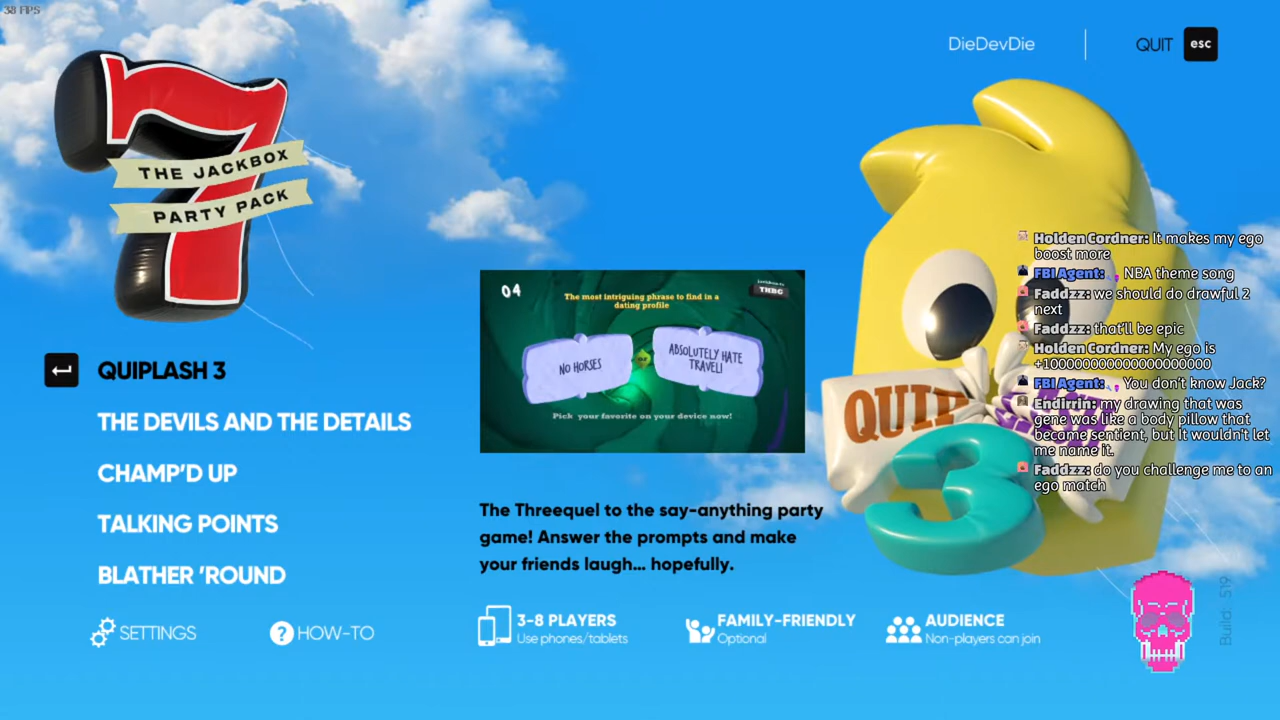 38 FPS
DieDevDie
QUIT
esc
THE JACKBOX
PARTY PACK
QUIPLASH 3
THE DEVILS AND THE DETAILS
CHAMP'D UP
TALKING POINTS
BLATHER 'ROUND
SETTINGS
? HOW-TO
04
The most intriguing phrase to find in a
dating profile
THBG
NO HORSES
or
ABSOLUTELY HATE
TRAVEL!
Pick your favorite on your device now!
The Threequel to the say-anything party
game! Answer the prompts and make
your friends laugh... hopefully.
3-8 PLAYERS
Use phones/tablets
FAMILY-FRIENDLY
Optional
AUDIENCE
Non-players can join
QUIP
3
Holden Cordner: It makes my ego
boost more
FBI Agent: NBA theme song
Faddzz: we should do drawful 2
next
Faddzz: that'll be epic
Holden Cordner: My ego is
+10000000000000000000
FBI Agent: You don't know Jack?
Endirrin: my drawing that was
gene was like a body pillow that
became sentient, but it wouldn't let
me name it.
Faddzz: do you challenge me to an
ego match
Build: 519